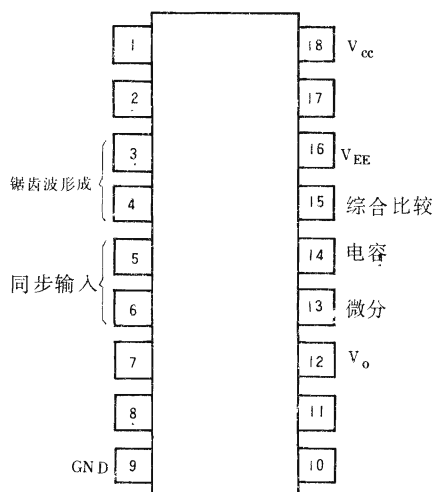 1 18 Vcc
2 17
3 16 VEE
锯齿波形成
4 15 综合比较
5 14 电容
同步输入
6 13 微分
7 12 Vo
8 11
GND 9 10